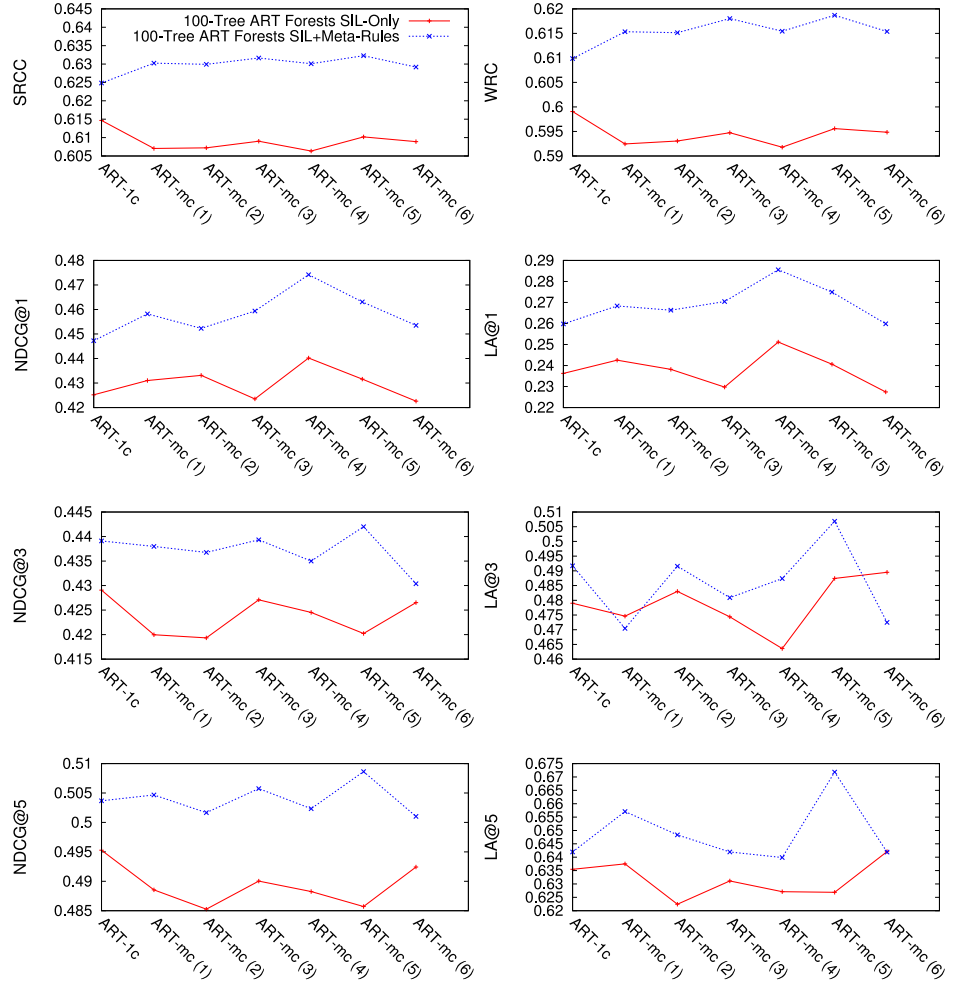 100-Tree ART Forests SIL-Only
100-Tree ART Forests SIL+Meta-Rules
SRCC
0.645
0.64
0.635
0.63
0.625
0.62
0.615
0.61
0.605
ART-1c
ART-mc (1)
ART-mc (2)
ART-mc (3)
ART-mc (4)
ART-mc (5)
ART-mc (6)
WRC
0.62
0.615
0.61
0.605
0.6
0.595
0.59
ART-1c
ART-mc (1)
ART-mc (2)
ART-mc (3)
ART-mc (4)
ART-mc (5)
ART-mc (6)
NDCG@1
0.48
0.47
0.46
0.45
0.44
0.43
0.42
ART-1c
ART-mc (1)
ART-mc (2)
ART-mc (3)
ART-mc (4)
ART-mc (5)
ART-mc (6)
LA@1
0.29
0.28
0.27
0.26
0.25
0.24
0.23
0.22
ART-1c
ART-mc (1)
ART-mc (2)
ART-mc (3)
ART-mc (4)
ART-mc (5)
ART-mc (6)
NDCG@3
0.445
0.44
0.435
0.43
0.425
0.42
0.415
ART-1c
ART-mc (1)
ART-mc (2)
ART-mc (3)
ART-mc (4)
ART-mc (5)
ART-mc (6)
LA@3
0.51
0.505
0.5
0.495
0.49
0.485
0.48
0.475
0.47
0.465
0.46
ART-1c
ART-mc (1)
ART-mc (2)
ART-mc (3)
ART-mc (4)
ART-mc (5)
ART-mc (6)
NDCG@5
0.51
0.505
0.5
0.495
0.49
0.485
ART-1c
ART-mc (1)
ART-mc (2)
ART-mc (3)
ART-mc (4)
ART-mc (5)
ART-mc (6)
LA@5
0.675
0.67
0.665
0.66
0.655
0.65
0.645
0.64
0.635
0.63
0.625
0.62
ART-1c
ART-mc (1)
ART-mc (2)
ART-mc (3)
ART-mc (4)
ART-mc (5)
ART-mc (6)